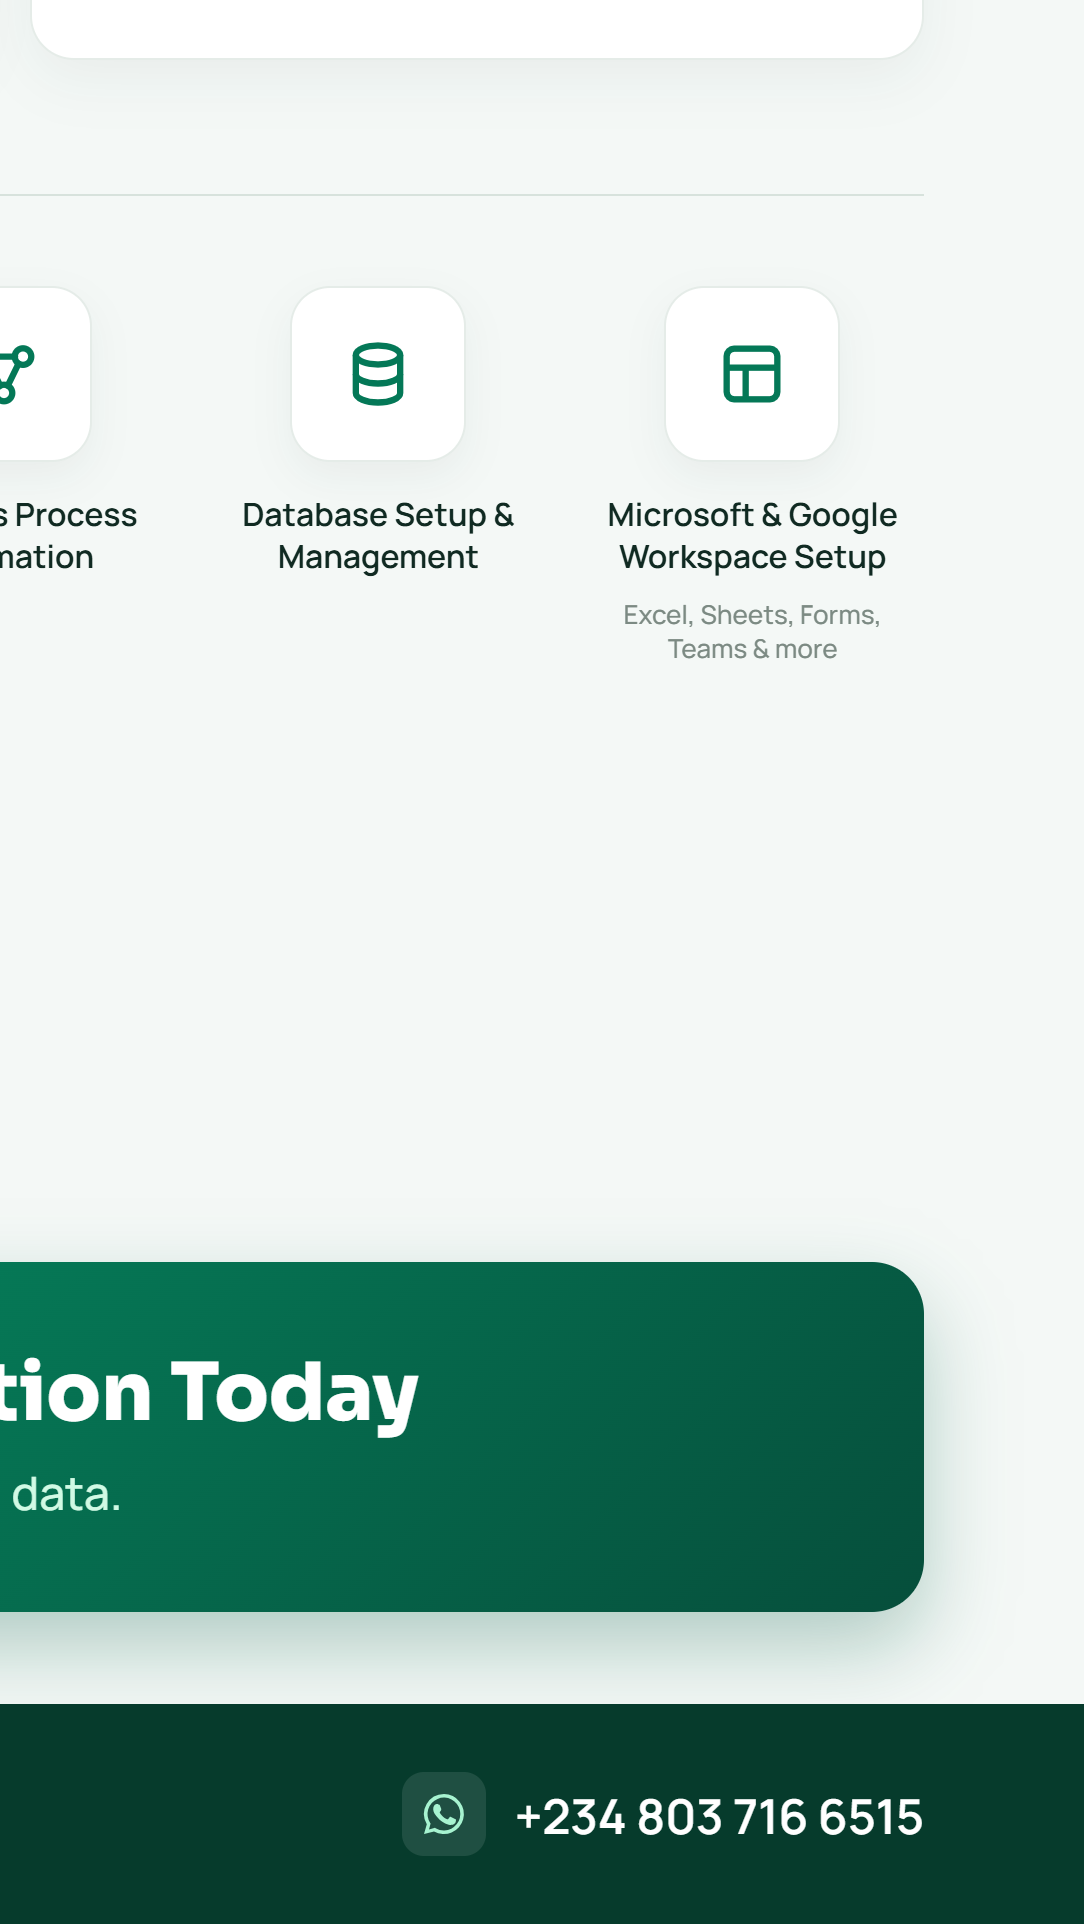 s Process
mation
Database Setup &
Management
Microsoft & Google
Workspace Setup
Excel, Sheets, Forms,
Teams & more
tion Today
data.
+234 803 716 6515